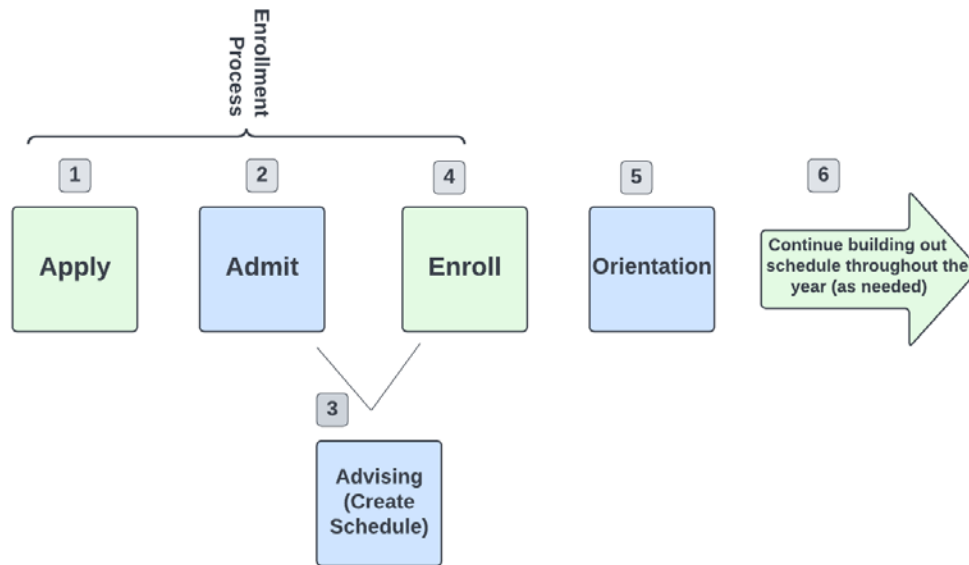 Enrollment
Process
1
2
4
5
6
Apply
Admit
Enroll
Orientation
Continue building out
schedule throughout the
year (as needed)
3
Advising
(Create
Schedule)